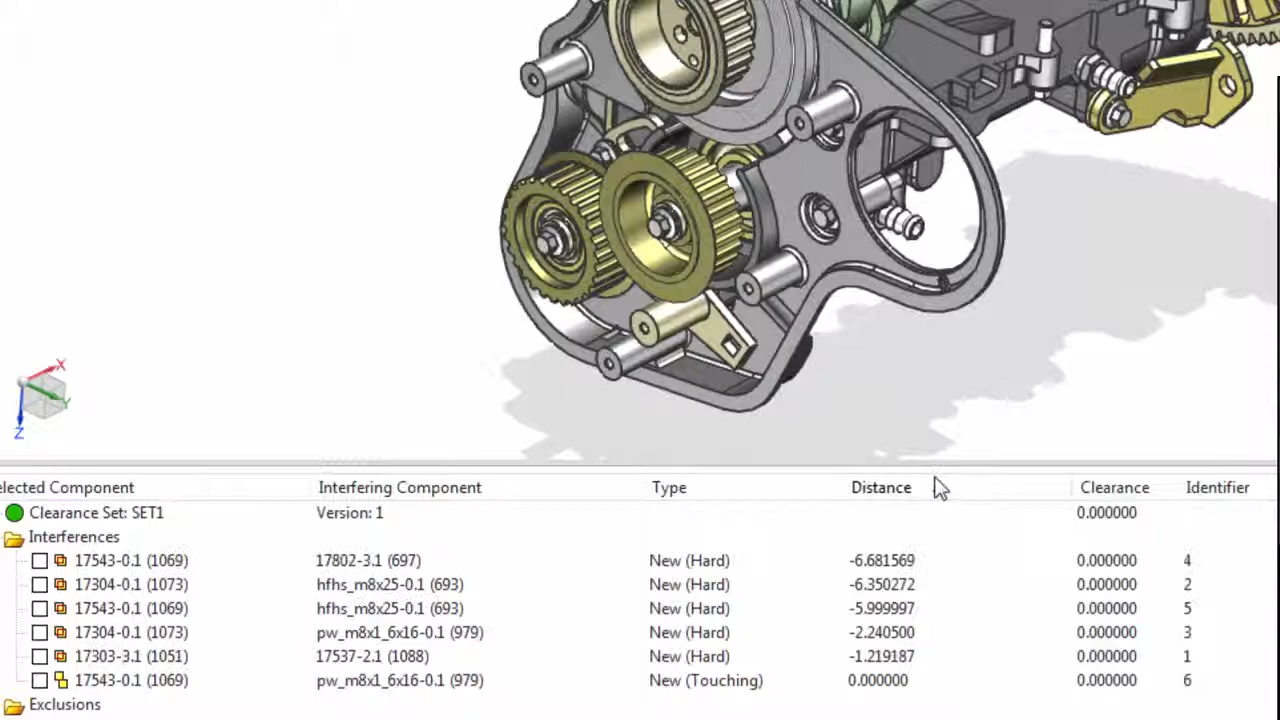 X
Y
Z
elected Component Interfering Component Type Distance Clearance Identifier
Clearance Set: SET1 Version: 1 0.000000
Interferences
17543-0.1 (1069) 17802-3.1 (697) New (Hard) -6.681569 0.000000 4
17304-0.1 (1073) hfhs_m8x25-0.1 (693) New (Hard) -6.350272 0.000000 2
17543-0.1 (1069) hfhs_m8x25-0.1 (693) New (Hard) -5.999997 0.000000 5
17304-0.1 (1073) pw_m8x1_6x16-0.1 (979) New (Hard) -2.240500 0.000000 3
17303-3.1 (1051) 17537-2.1 (1088) New (Hard) -1.219187 0.000000 1
17543-0.1 (1069) pw_m8x1_6x16-0.1 (979) New (Touching) 0.000000 0.000000 6
Exclusions